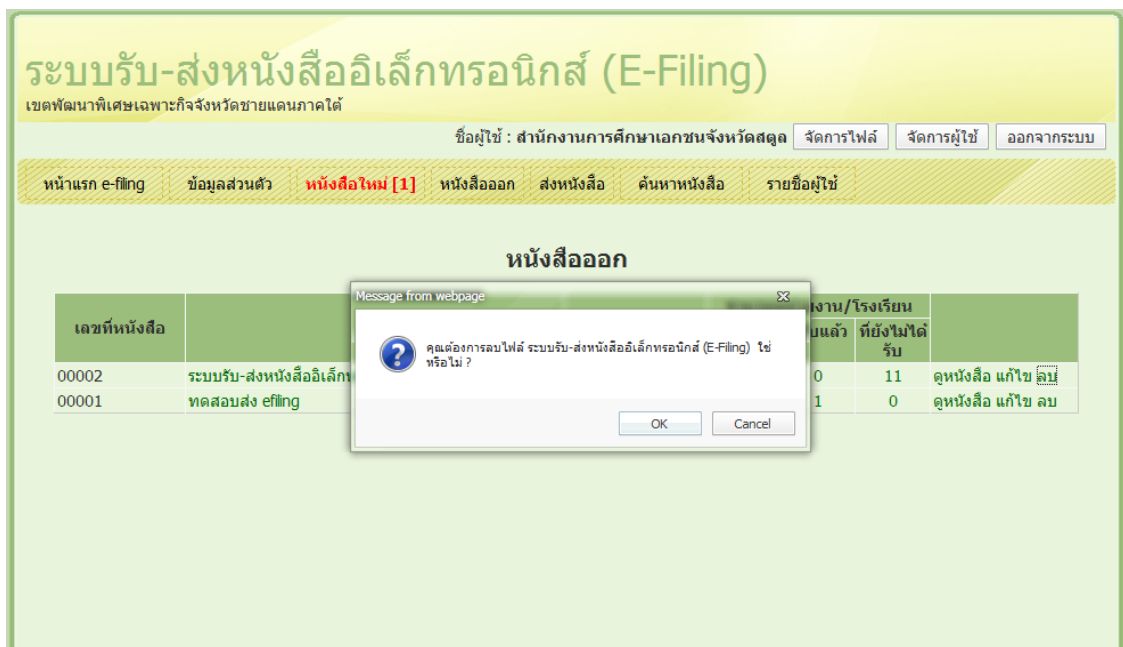 ระบบรับ-ส่งหนังสืออิเล็กทรอนิกส์ (E-Filing)
เขตพัฒนาพิเศษเฉพาะกิจจังหวัดชายแดนภาคใต้
ชื่อผู้ใช้ : สำนักงานการศึกษาเอกชนจังหวัดสตูล จัดการไฟล์ จัดการผู้ใช้ ออกจากระบบ
หน้าแรก e-filing ข้อมูลส่วนตัว หนังสือใหม่ [1] หนังสือออก ส่งหนังสือ ค้นหาหนังสือ รายชื่อผู้ใช้
หนังสือออก
Message from webpage
คุณต้องการลบไฟล์ ระบบรับ-ส่งหนังสืออิเล็กทรอนิกส์ (E-Filing) ใช่
หรือไม่ ?
OK Cancel
งาน/โรงเรียน
เลขที่หนังสือ
บแล้ว ที่ยังไม่ได้
รับ
00002 ระบบรับ-ส่งหนังสืออิเล็ก 0 11 ดูหนังสือ แก้ไข ลบ
00001 ทดสอบส่ง efiling 1 0 ดูหนังสือ แก้ไข ลบ